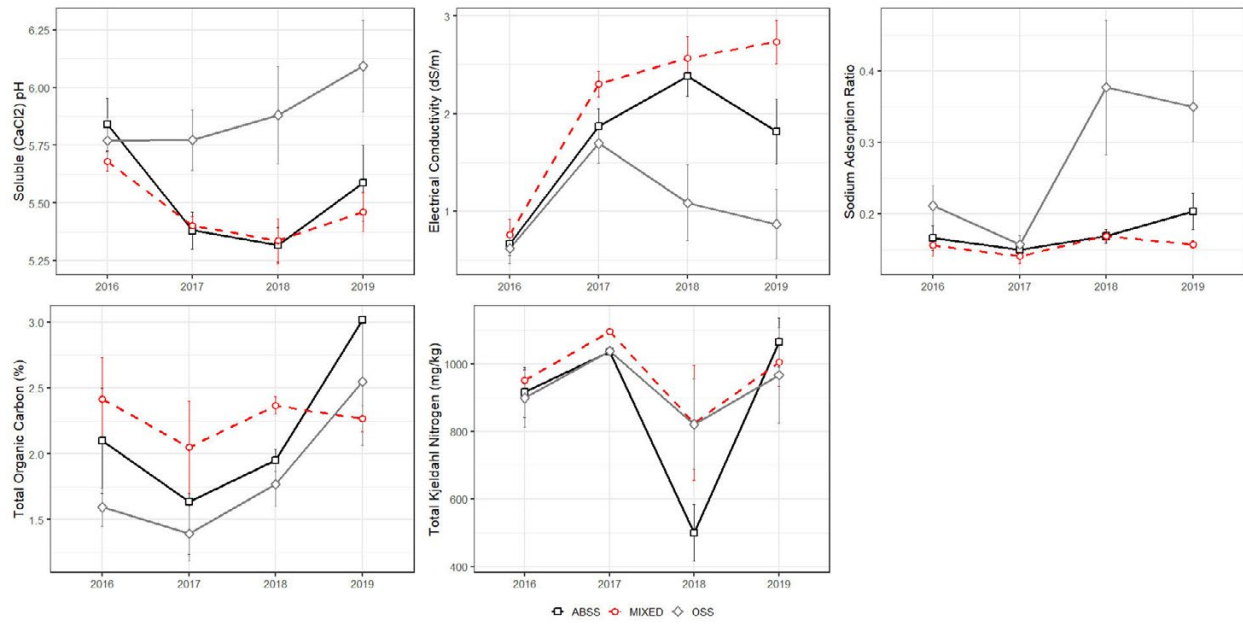 Soluble (CaCl2) pH
6.25
6.00
5.75
5.50
5.25
2016 2017 2018 2019
Electrical Conductivity (dS/m)
3
2
1
2016 2017 2018 2019
Sodium Adsorption Ratio
0.4
0.3
0.2
2016 2017 2018 2019
Total Organic Carbon (%)
3.0
2.5
2.0
1.5
2016 2017 2018 2019
Total Kjeldahl Nitrogen (mg/kg)
1000
800
600
400
2016 2017 2018 2019
ABSS MIXED OSS